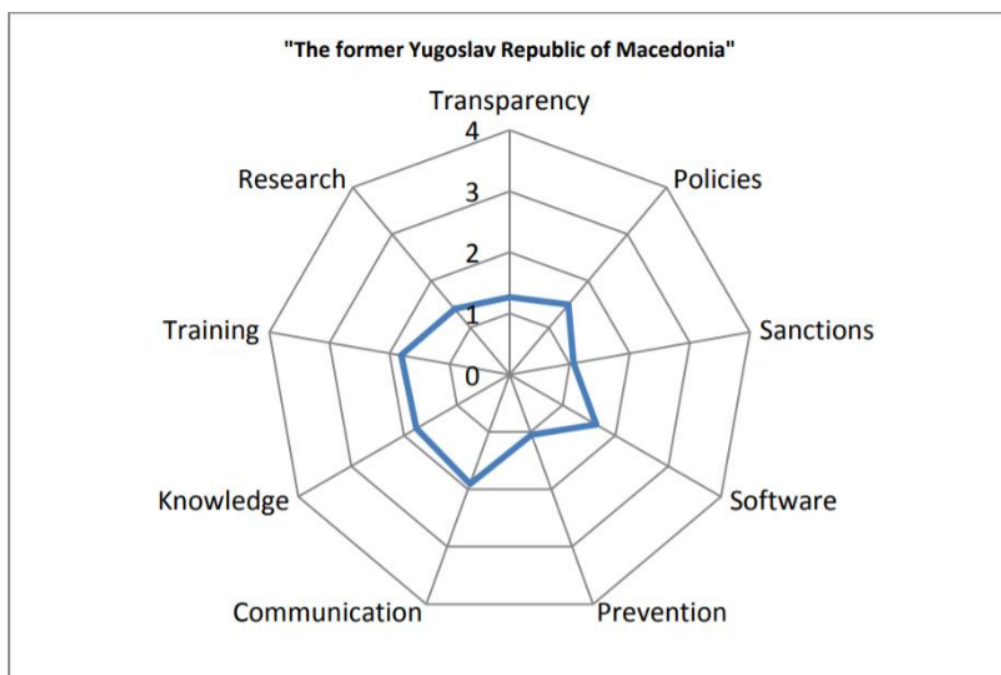 "The former Yugoslav Republic of Macedonia"
Transparency
4
Research
Policies
3
2
1
Training
Sanctions
0
Knowledge
Software
Communication
Prevention